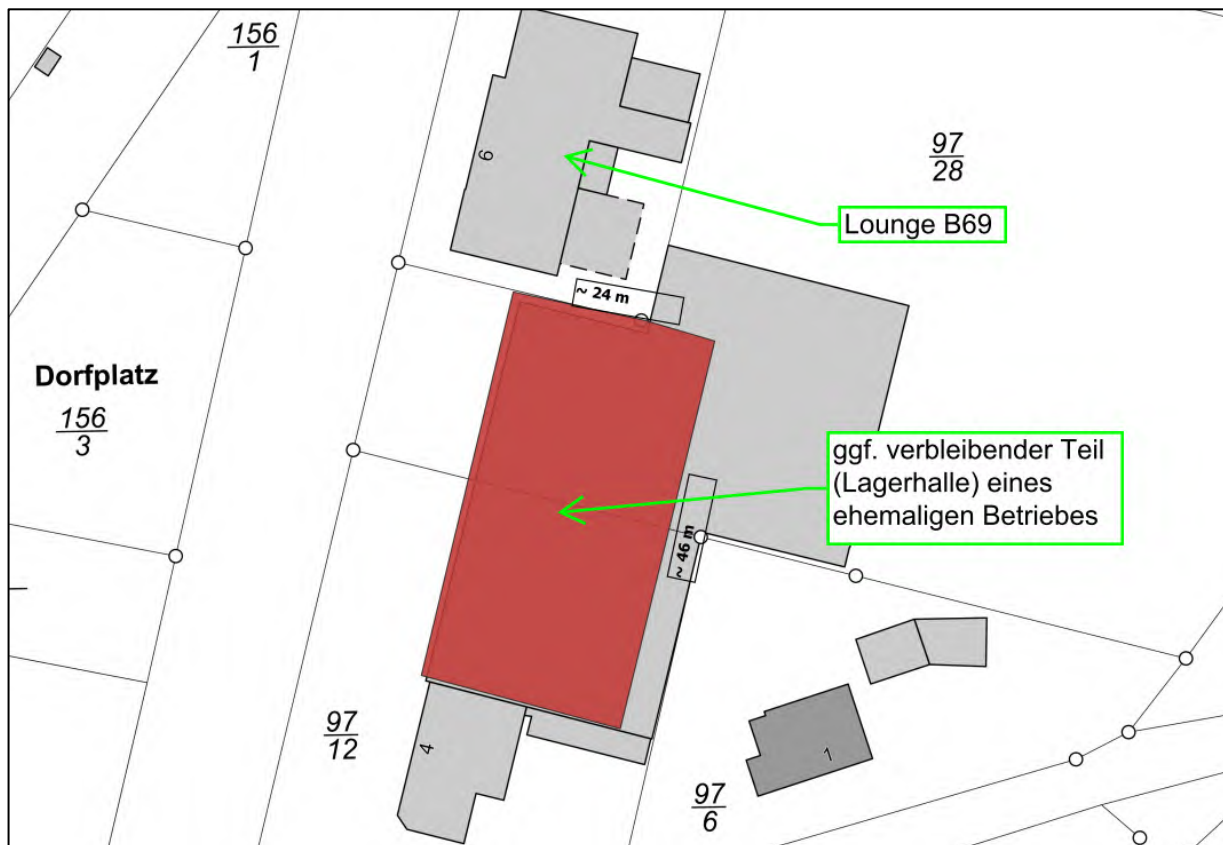 156
1
6
97
28
Lounge B69
~ 24 m
Dorfplatz
156
3
ggf. verbleibender Teil
(Lagerhalle) eines
ehemaligen Betriebes
~ 46 m
97
12
4
1
97
6